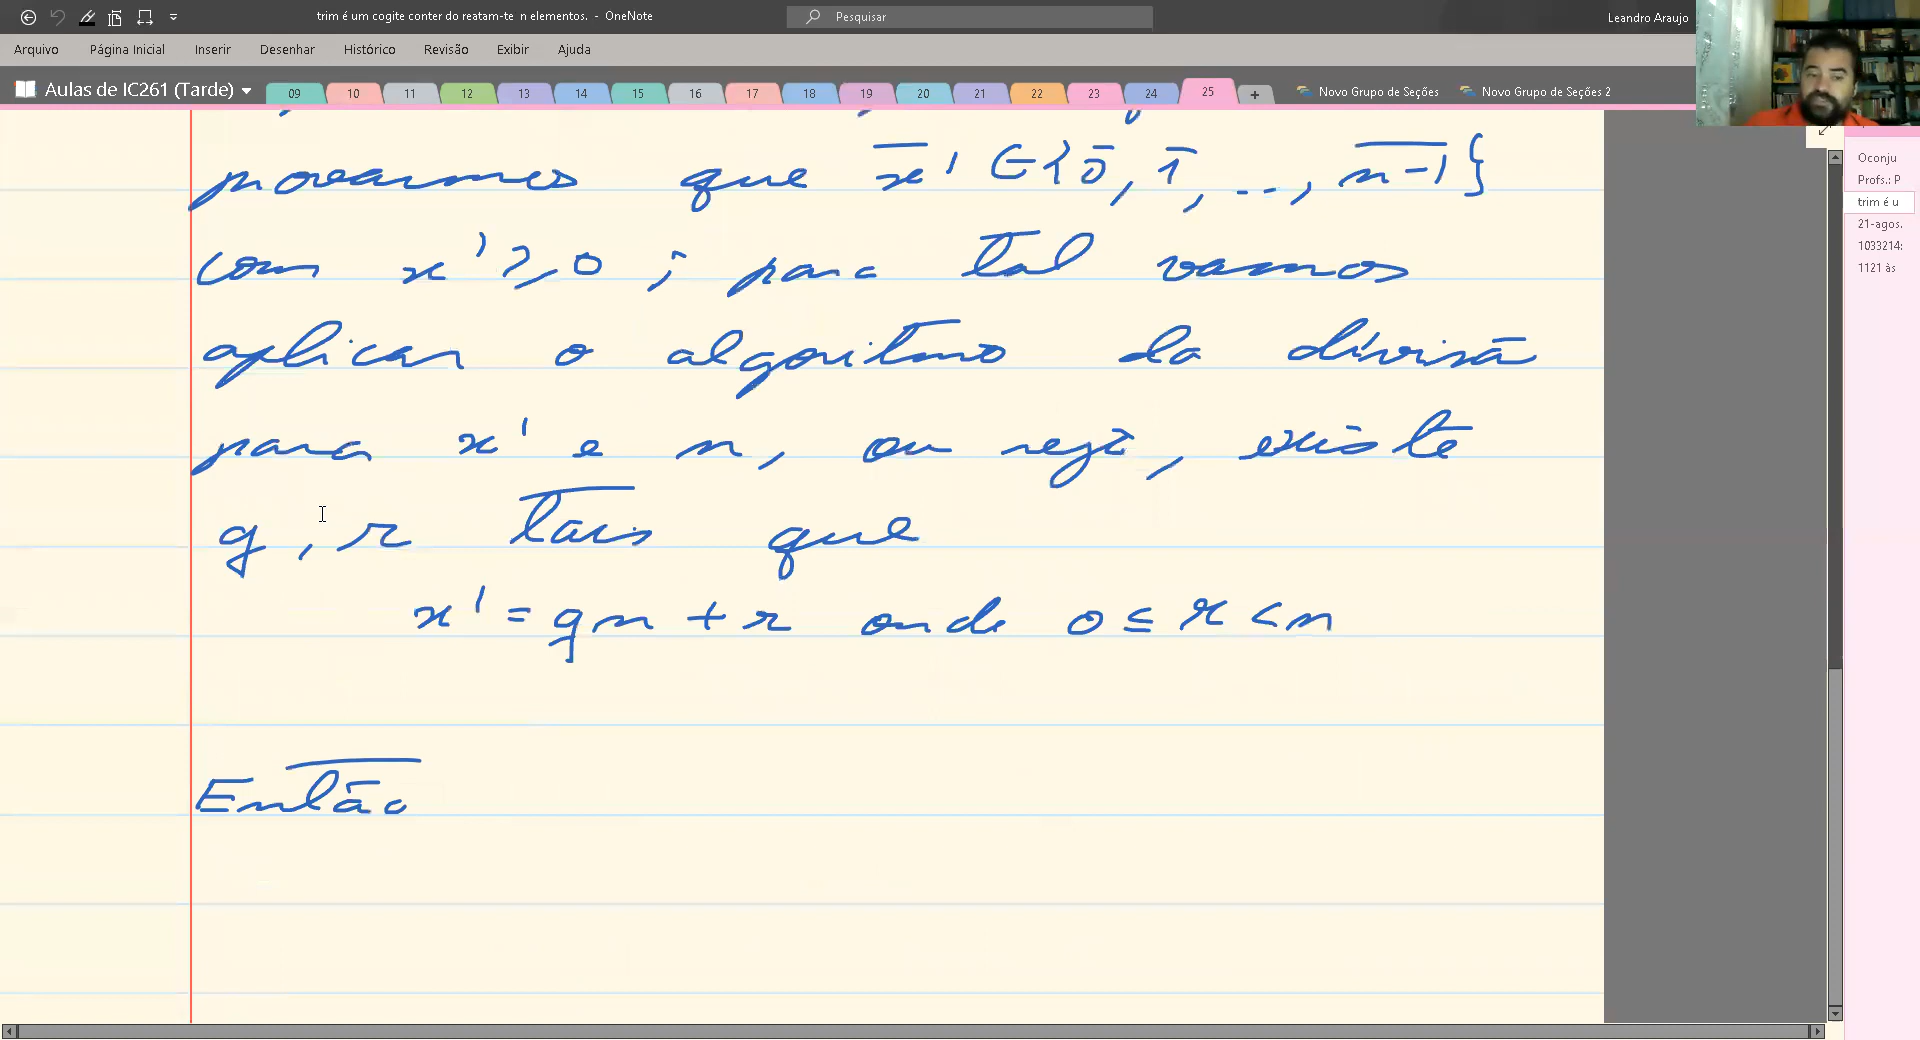 trim é um cogite conter do reatam-te n elementos. - OneNote
Pesquisar
Leandro Araujo
Arquivo Página Inicial Inserir Desenhar Histórico Revisão Exibir Ajuda
Aulas de IC261 (Tarde) 09 10 11 12 13 14 15 16 17 18 19 20 21 22 23 24 25 + Novo Grupo de Seções Novo Grupo de Seções 2
Oconju
Profs.: P
trim é u
21-agos.
1033214:
1121 às
provarmos que x̅' ∈ {0̅, 1̅, ..., n-1̅}
com x' ≥ 0 ; para tal vamos
aplicar o algoritmo da divisã
para x' e n, ou seja, existe
q, r tais que
x' = qn + r onde 0 ≤ r < n
Então